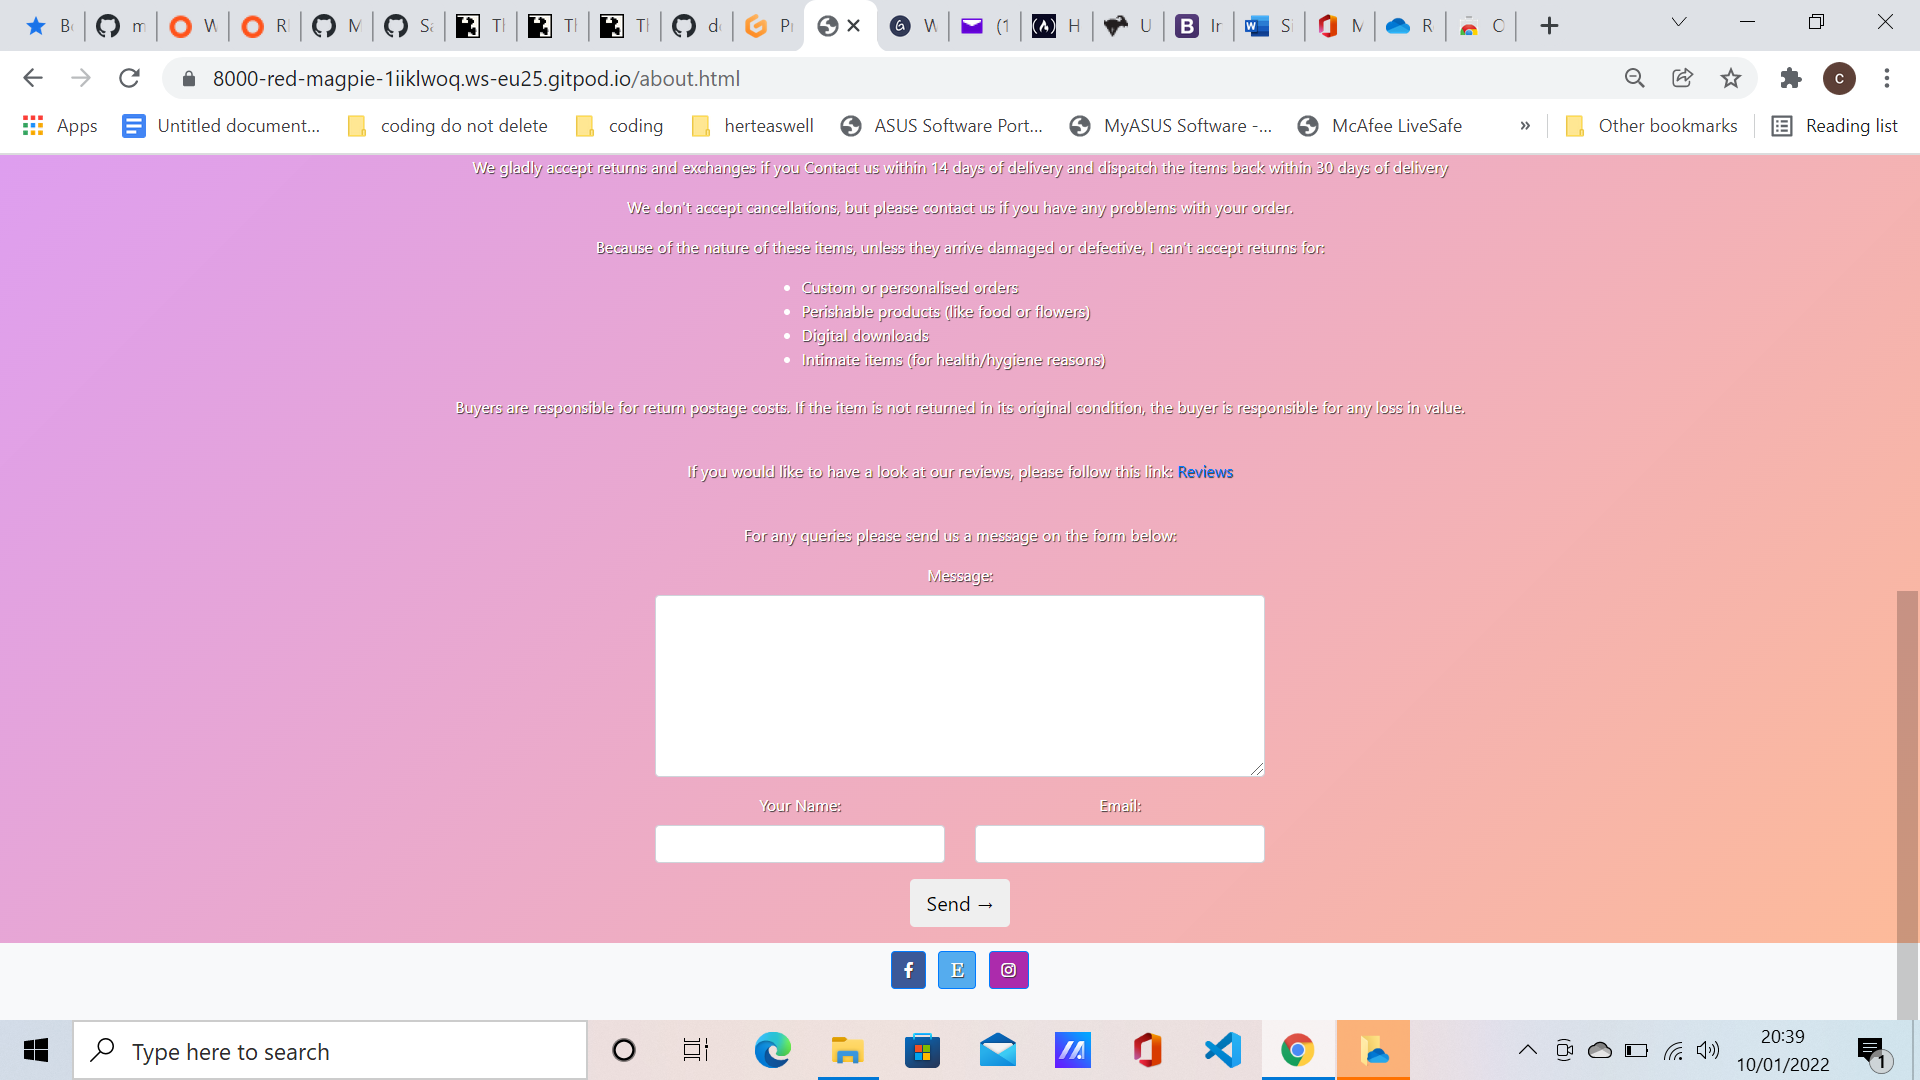 8000-red-magpie-1iiklwoq.ws-eu25.gitpod.io/about.html
c
Apps
Untitled document...
coding do not delete
coding
herteaswell
ASUS Software Port...
MyASUS Software -...
McAfee LiveSafe
»
Other bookmarks
Reading list
We gladly accept returns and exchanges if you Contact us within 14 days of delivery and dispatch the items back within 30 days of delivery
We don't accept cancellations, but please contact us if you have any problems with your order.
Because of the nature of these items, unless they arrive damaged or defective, I can't accept returns for:
Custom or personalised orders
Perishable products (like food or flowers)
Digital downloads
Intimate items (for health/hygiene reasons)
Buyers are responsible for return postage costs. If the item is not returned in its original condition, the buyer is responsible for any loss in value.
If you would like to have a look at our reviews, please follow this link: Reviews
For any queries please send us a message on the form below:
Message:
Your Name:
Email:
Send →
Type here to search
20:39
10/01/2022
1